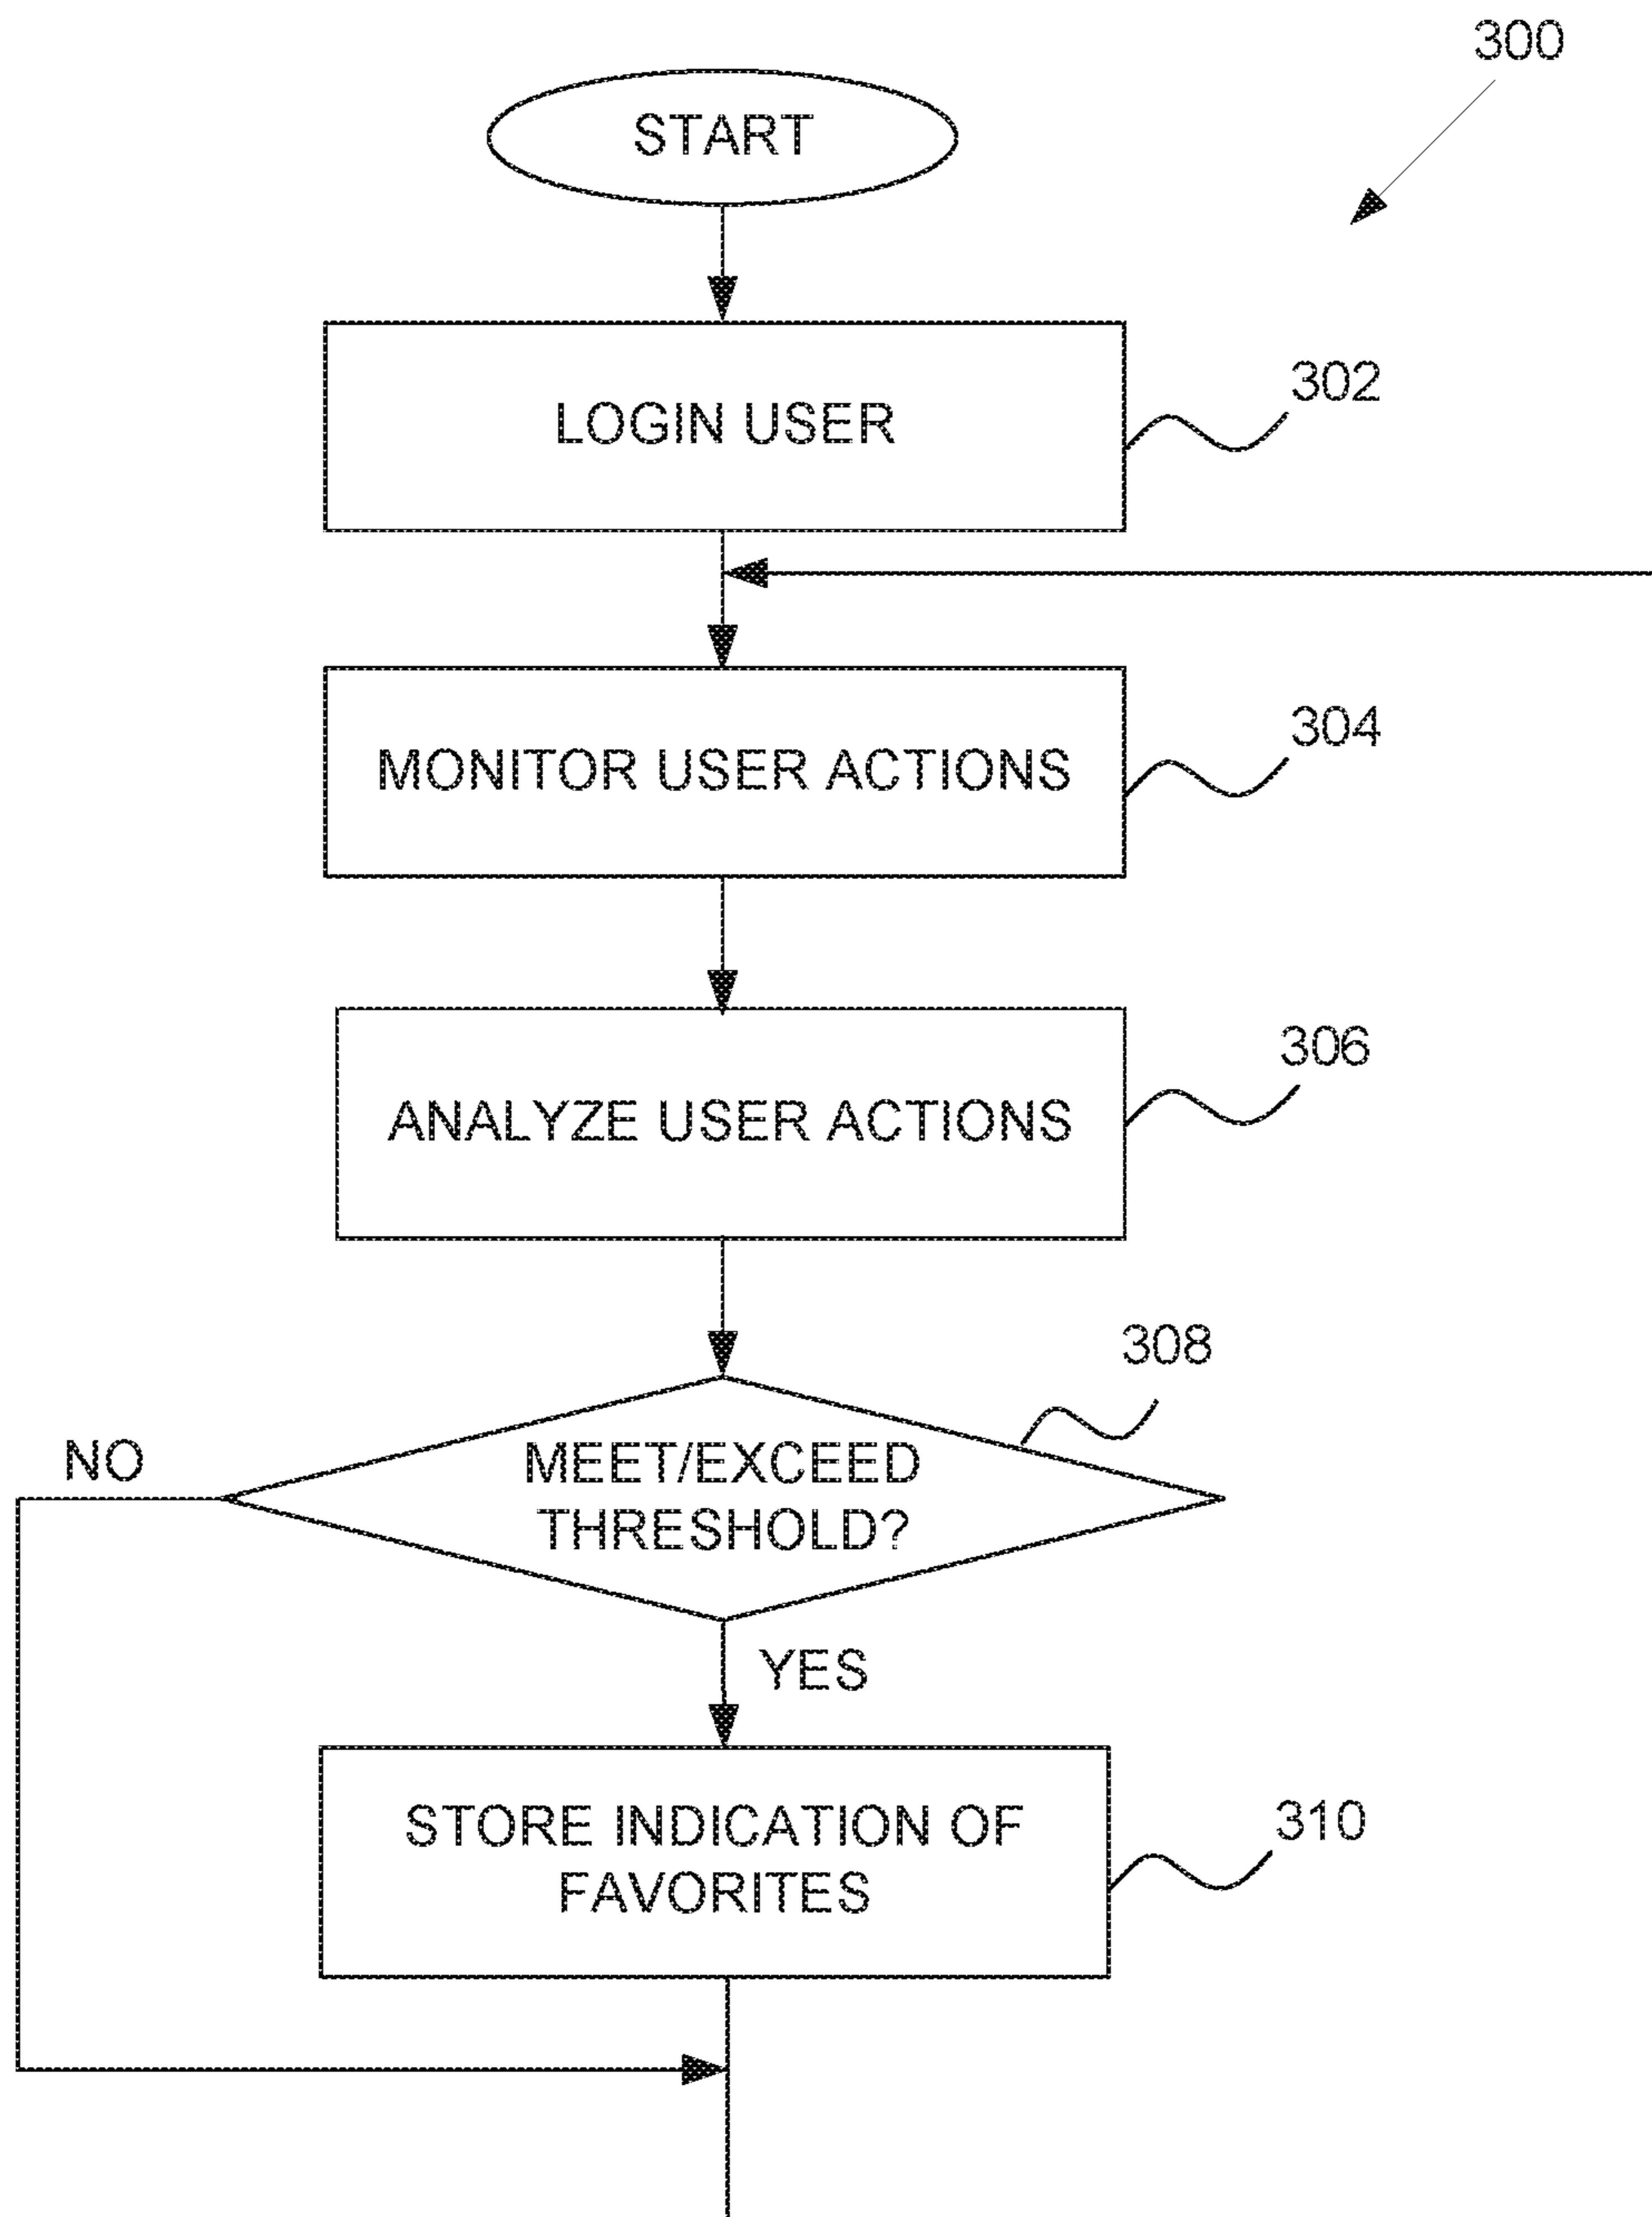 300
START
LOGIN USER
302
MONITOR USER ACTIONS
304
ANALYZE USER ACTIONS
306
308
MEET/EXCEED
THRESHOLD?
NO
YES
STORE INDICATION OF
FAVORITES
310